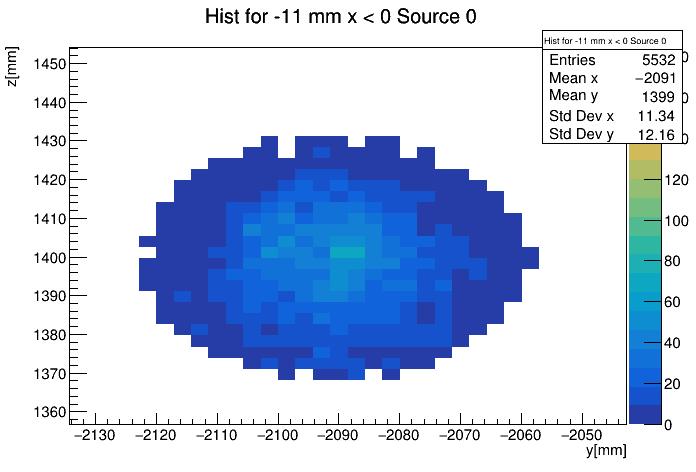 Hist for -11 mm x < 0 Source 0
z[mm]
Hist for -11 mm x < 0 Source 0
Entries 5532
Mean x −2091
Mean y 1399
Std Dev x 11.34
Std Dev y 12.16
1450
1440
1430
1420
1410
1400
1390
1380
1370
1360
120
100
80
60
40
20
0
−2130 −2120 −2110 −2100 −2090 −2080 −2070 −2060 −2050
y[mm]